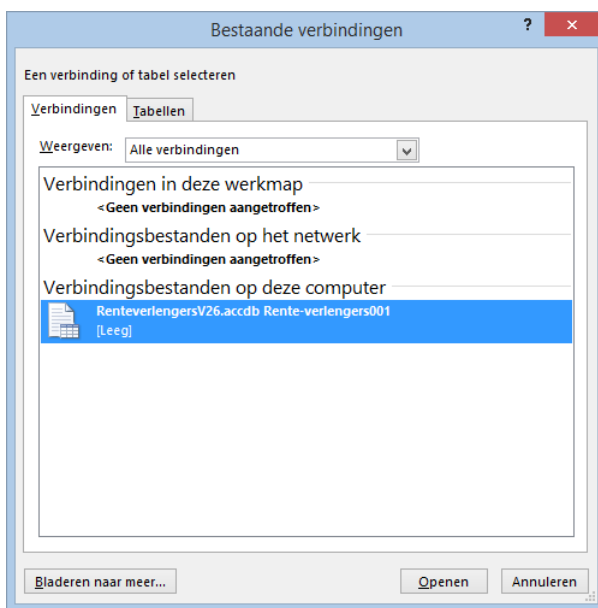 Bestaande verbindingen
?
×
Een verbinding of tabel selecteren
Verbindingen
Tabellen
Weergeven: Alle verbindingen
Verbindingen in deze werkmap
<Geen verbindingen aangetroffen>
Verbindingsbestanden op het netwerk
<Geen verbindingen aangetroffen>
Verbindingsbestanden op deze computer
RenteverlengersV26.accdb Rente-verlengers001
[Leeg]
Bladeren naar meer...
Openen
Annuleren